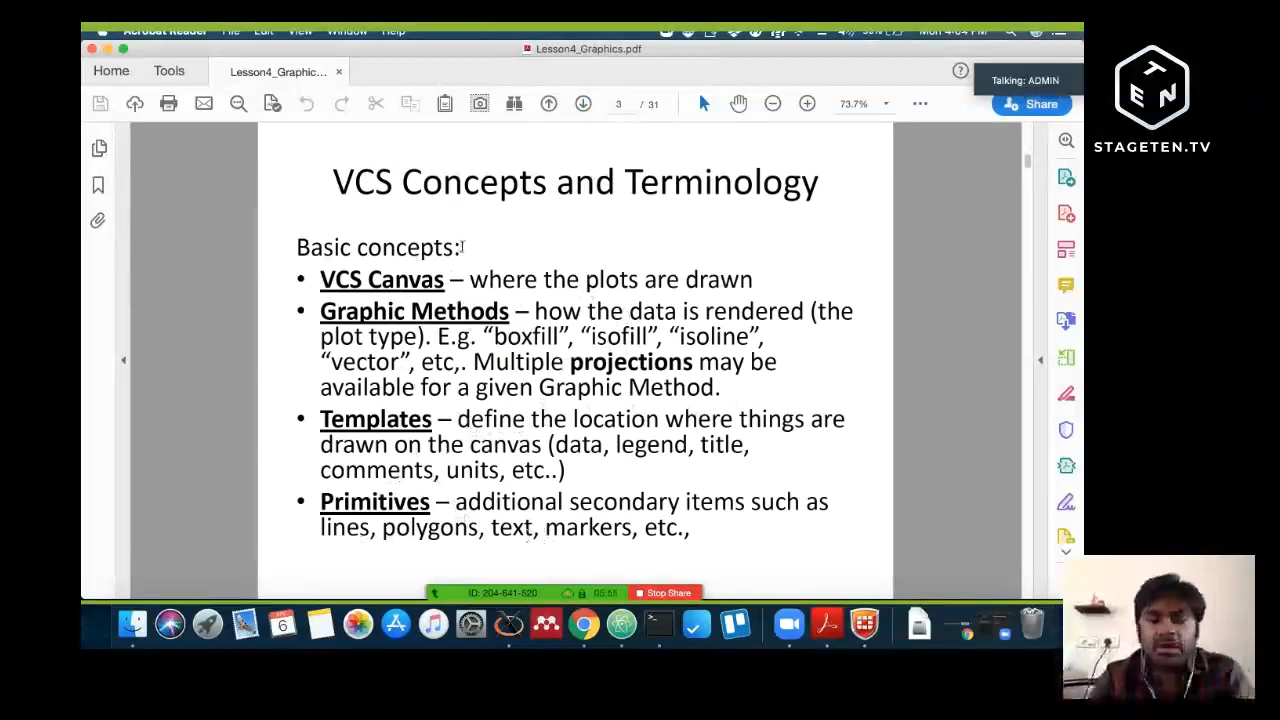 Acrobat Reader File Edit View Window Help
Lesson4_Graphics.pdf
Home Tools Lesson4_Graphic... ×
Talking: ADMIN
3 / 31 73.7% Share
T
E N
STAGETEN.TV
VCS Concepts and Terminology
Basic concepts:
• VCS Canvas – where the plots are drawn
• Graphic Methods – how the data is rendered (the
plot type). E.g. “boxfill”, “isofill”, “isoline”,
“vector”, etc,. Multiple projections may be
available for a given Graphic Method.
• Templates – define the location where things are
drawn on the canvas (data, legend, title,
comments, units, etc..)
• Primitives – additional secondary items such as
lines, polygons, text, markers, etc.,
ID: 204-641-520 Stop Share
6